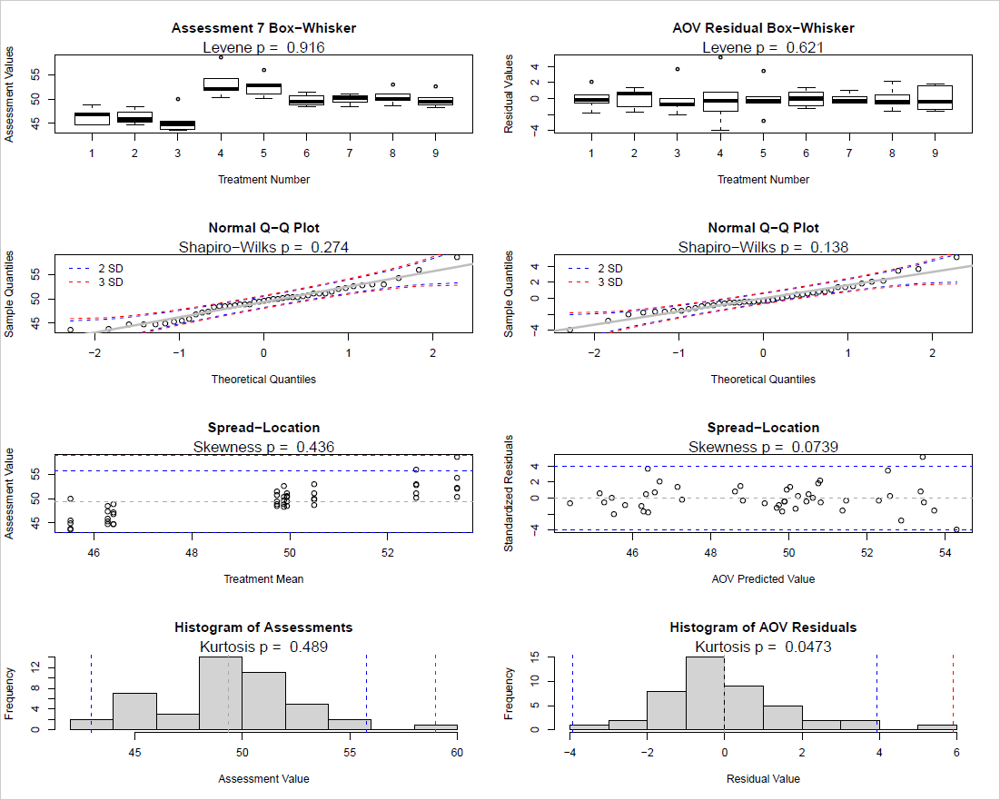 Assessment 7 Box−Whisker
Levene p = 0.916
Assessment Values
55
50
45
1 2 3 4 5 6 7 8 9
Treatment Number
AOV Residual Box−Whisker
Levene p = 0.621
Residual Values
4
2
0
−4
1 2 3 4 5 6 7 8 9
Treatment Number
Normal Q−Q Plot
Shapiro−Wilks p = 0.274
Sample Quantiles
55
50
45
2 SD
3 SD
−2 −1 0 1 2
Theoretical Quantiles
Normal Q−Q Plot
Shapiro−Wilks p = 0.138
Sample Quantiles
4
2
0
−4
2 SD
3 SD
−2 −1 0 1 2
Theoretical Quantiles
Spread−Location
Skewness p = 0.436
Assessment Value
55
50
45
46 48 50 52
Treatment Mean
Spread−Location
Skewness p = 0.0739
Standardized Residuals
4
2
0
−4
46 48 50 52 54
AOV Predicted Value
Histogram of Assessments
Kurtosis p = 0.489
Frequency
12
8
4
0
45 50 55 60
Assessment Value
Histogram of AOV Residuals
Kurtosis p = 0.0473
Frequency
15
10
5
0
−4 −2 0 2 4 6
Residual Value